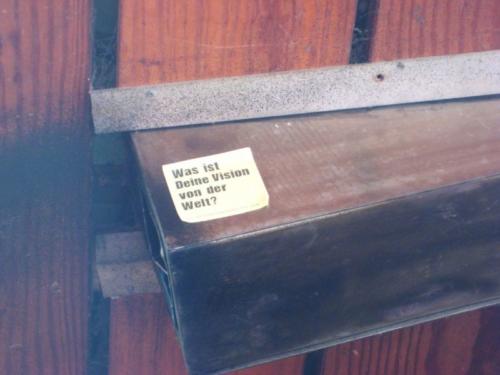 Was ist
Deine Vision
von der
Welt?